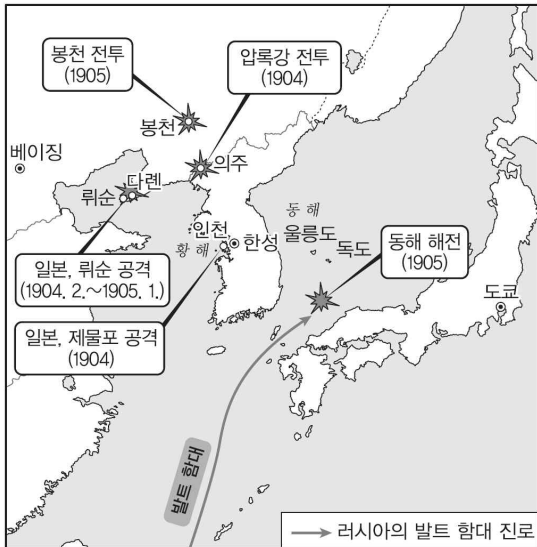 봉천 전투
(1905)
압록강 전투
(1904)
봉천
베이징
의주
다롄
뤼순
동해
울릉도
독도
인천
한성
황해
동해 해전
(1905)
일본, 뤼순 공격
(1904. 2.~1905. 1.)
도쿄
일본, 제물포 공격
(1904)
발트 함대
러시아의 발트 함대 진로